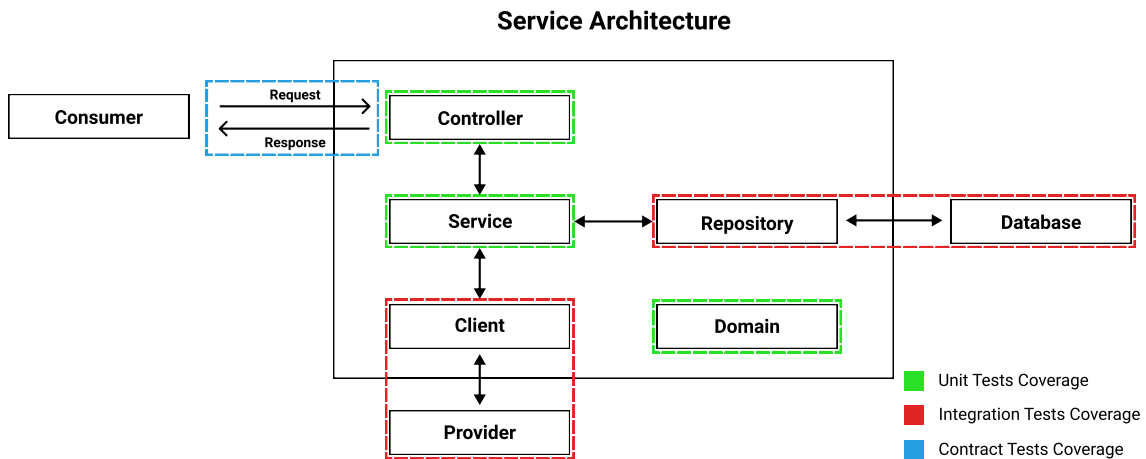 Service Architecture
Request
Consumer
Controller
Response
Service
Repository
Database
Client
Domain
Provider
Unit Tests Coverage
Integration Tests Coverage
Contract Tests Coverage